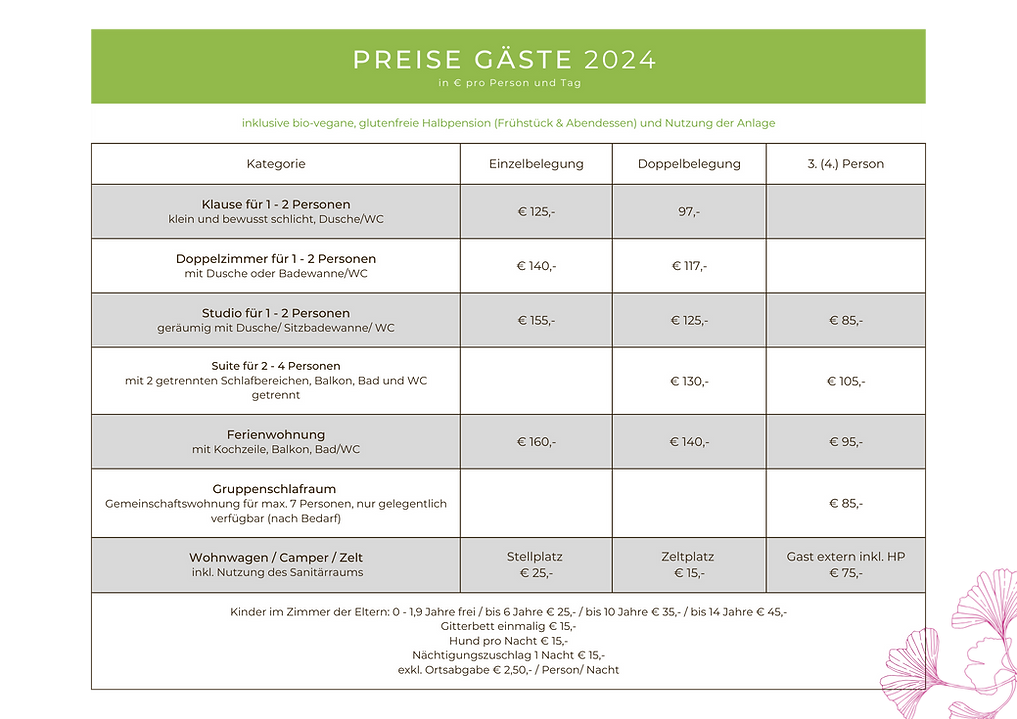 PREISE GÄSTE 2024
in € pro Person und Tag
inklusive bio-vegane, glutenfreie Halbpension (Frühstück & Abendessen) und Nutzung der Anlage
Kategorie Einzelbelegung Doppelbelegung 3. (4.) Person
Klause für 1 - 2 Personen
klein und bewusst schlicht, Dusche/WC
€ 125,- 97,-
Doppelzimmer für 1 - 2 Personen
mit Dusche oder Badewanne/WC
€ 140,- € 117,-
Studio für 1 - 2 Personen
geräumig mit Dusche/ Sitzbadewanne/ WC
€ 155,- € 125,- € 85,-
Suite für 2 - 4 Personen
mit 2 getrennten Schlafbereichen, Balkon, Bad und WC
getrennt
€ 130,- € 105,-
Ferienwohnung
mit Kochzeile, Balkon, Bad/WC
€ 160,- € 140,- € 95,-
Gruppenschlafraum
Gemeinschaftswohnung für max. 7 Personen, nur gelegentlich
verfügbar (nach Bedarf)
€ 85,-
Wohnwagen / Camper / Zelt
inkl. Nutzung des Sanitärraums
Stellplatz Zeltplatz Gast extern inkl. HP
€ 25,- € 15,- € 75,-
Kinder im Zimmer der Eltern: 0 - 1,9 Jahre frei / bis 6 Jahre € 25,- / bis 10 Jahre € 35,- / bis 14 Jahre € 45,-
Gitterbett einmalig € 15,-
Hund pro Nacht € 15,-
Nächtigungszuschlag 1 Nacht € 15,-
exkl. Ortsabgabe € 2,50,- / Person/ Nacht